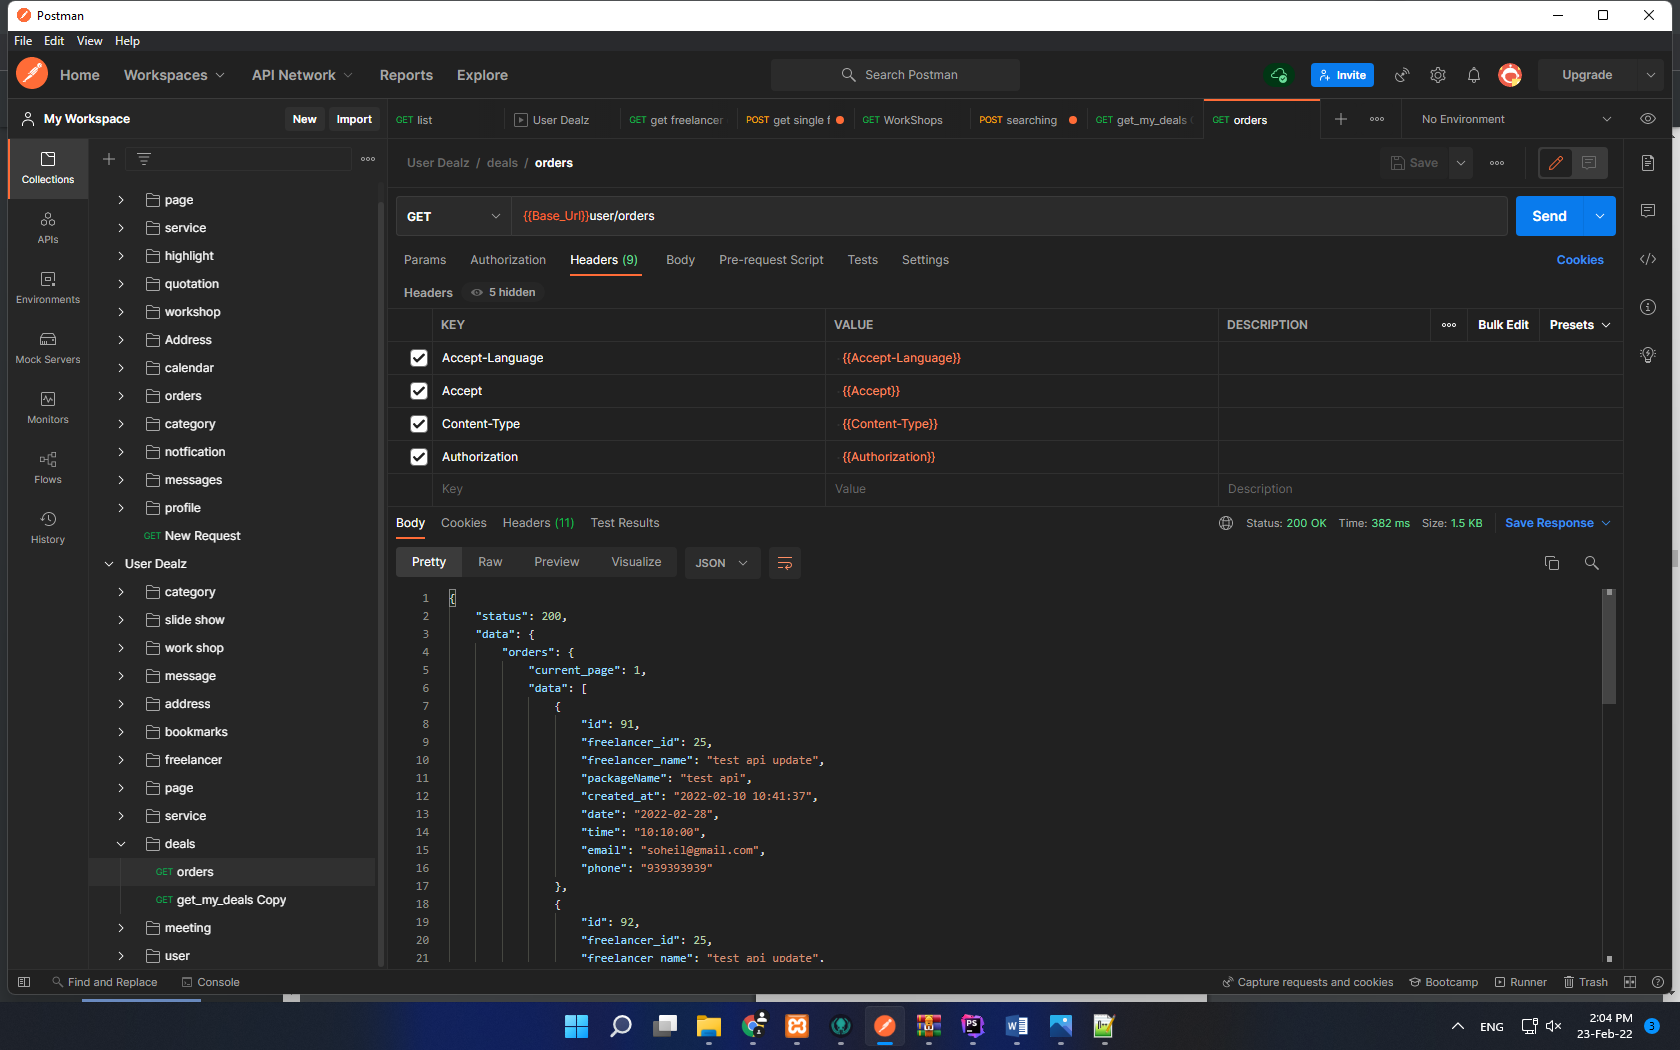 Postman
File Edit View Help
Home Workspaces API Network Reports Explore Search Postman Invite Upgrade
My Workspace New Import
GET list User Dealz GET get freelancer POST get single f GET WorkShops POST searching GET get_my_deals GET orders No Environment
User Dealz / deals / orders Save
Collections
APIs
Environments
Mock Servers
Monitors
Flows
History
page
service
highlight
quotation
workshop
Address
calendar
orders
category
notfication
messages
profile
GET New Request
User Dealz
category
slide show
work shop
message
address
bookmarks
freelancer
page
service
deals
GET orders
GET get_my_deals Copy
meeting
user
GET {{Base_Url}}user/orders Send
Params Authorization Headers (9) Body Pre-request Script Tests Settings Cookies
Headers 5 hidden
KEY VALUE DESCRIPTION Bulk Edit Presets
Accept-Language {{Accept-Language}}
Accept {{Accept}}
Content-Type {{Content-Type}}
Authorization {{Authorization}}
Key Value Description
Body Cookies Headers (11) Test Results Status: 200 OK Time: 382 ms Size: 1.5 KB Save Response
Pretty Raw Preview Visualize JSON
1 {
2 "status": 200,
3 "data": {
4 "orders": {
5 "current_page": 1,
6 "data": [
7 {
8 "id": 91,
9 "freelancer_id": 25,
10 "freelancer_name": "test api update",
11 "packageName": "test api",
12 "created_at": "2022-02-10 10:41:37",
13 "date": "2022-02-28",
14 "time": "10:10:00",
15 "email": "soheil@gmail.com",
16 "phone": "939393939"
17 },
18 {
19 "id": 92,
20 "freelancer_id": 25,
21 "freelancer_name": "test api update",
Find and Replace Console Capture requests and cookies Bootcamp Runner Trash
PS W ENG 2:04 PM
23-Feb-22 3